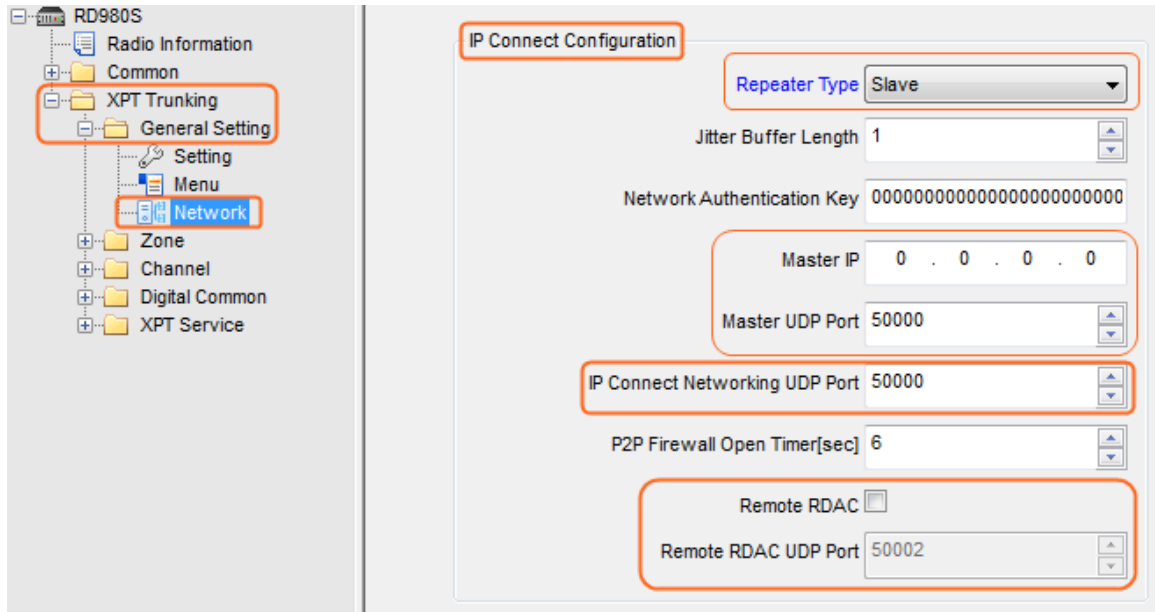 RD980S
Radio Information
Common
XPT Trunking
General Setting
Setting
Menu
Network
Zone
Channel
Digital Common
XPT Service
IP Connect Configuration
Repeater Type Slave
Jitter Buffer Length 1
Network Authentication Key 000000000000000000000000
Master IP 0 . 0 . 0 . 0
Master UDP Port 50000
IP Connect Networking UDP Port 50000
P2P Firewall Open Timer[sec] 6
Remote RDAC
Remote RDAC UDP Port 50002